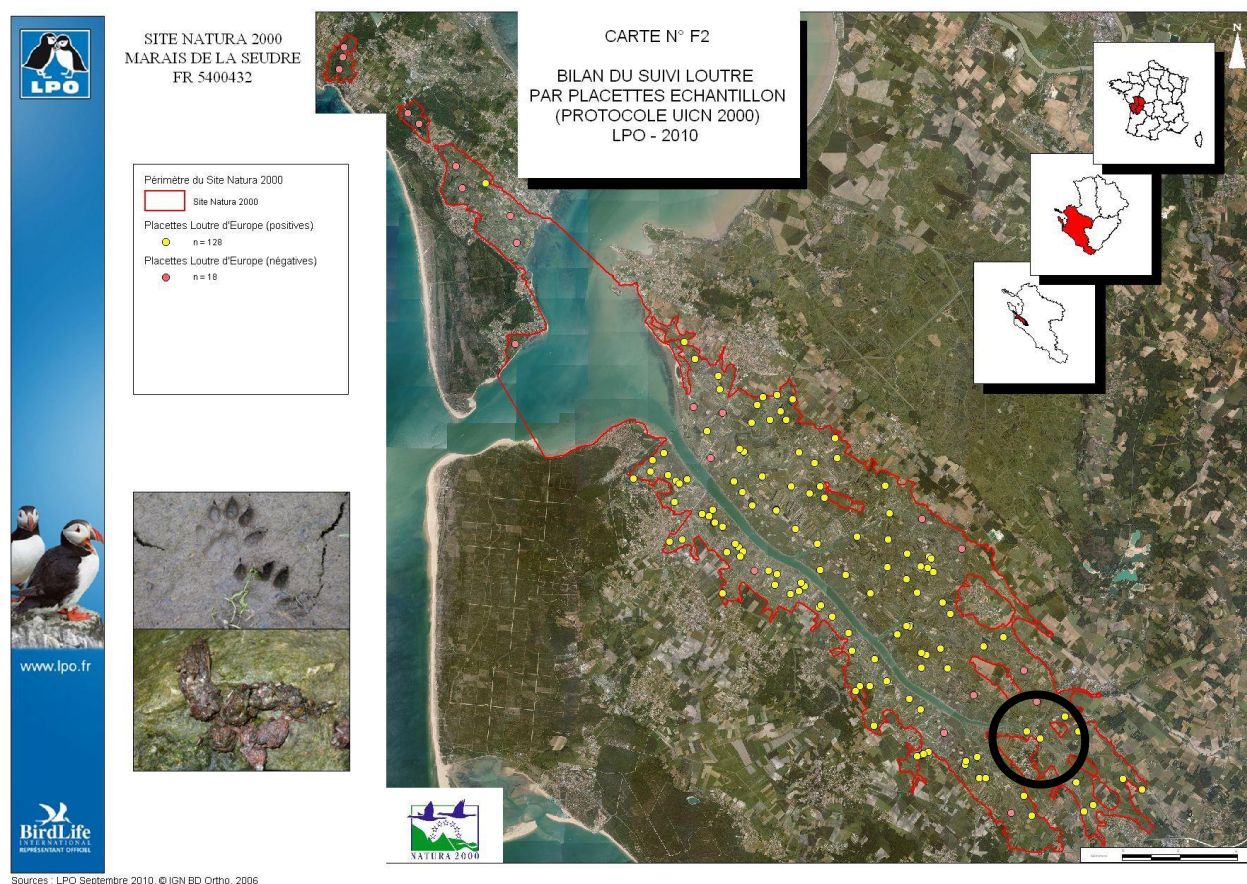 LPO
SITE NATURA 2000
MARAIS DE LA SEUDRE
FR 5400432
CARTE N° F2
BILAN DU SUIVI LOUTRE
PAR PLACETTES ECHANTILLON
(PROTOCOLE UICN 2000)
LPO - 2010
N
Périmètre du Site Natura 2000
Site Natura 2000
Placettes Loutre d'Europe (positives)
n = 128
Placettes Loutre d'Europe (négatives)
n = 18
www.lpo.fr
BirdLife
INTERNATIONAL
REPRÉSENTANT OFFICIEL
NATURA 2000
Sources : LPO Septembre 2010, © IGN BD Ortho, 2006